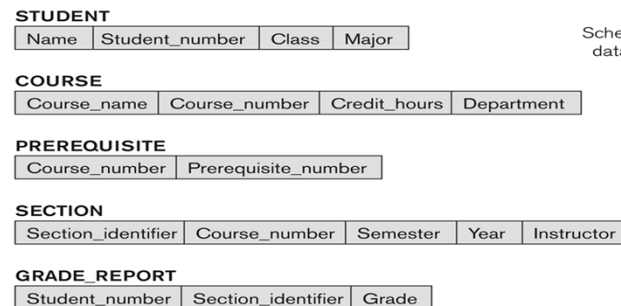 STUDENT
Name Student_number Class Major
COURSE
Course_name Course_number Credit_hours Department
PREREQUISITE
Course_number Prerequisite_number
SECTION
Section_identifier Course_number Semester Year Instructor
GRADE_REPORT
Student_number Section_identifier Grade